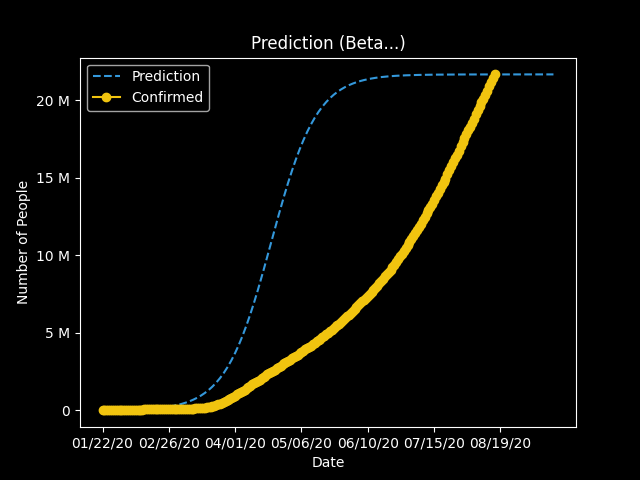 Prediction (Beta...)
Prediction
Confirmed
20 M
15 M
10 M
5 M
0
Number of People
01/22/20 02/26/20 04/01/20 05/06/20 06/10/20 07/15/20 08/19/20
Date